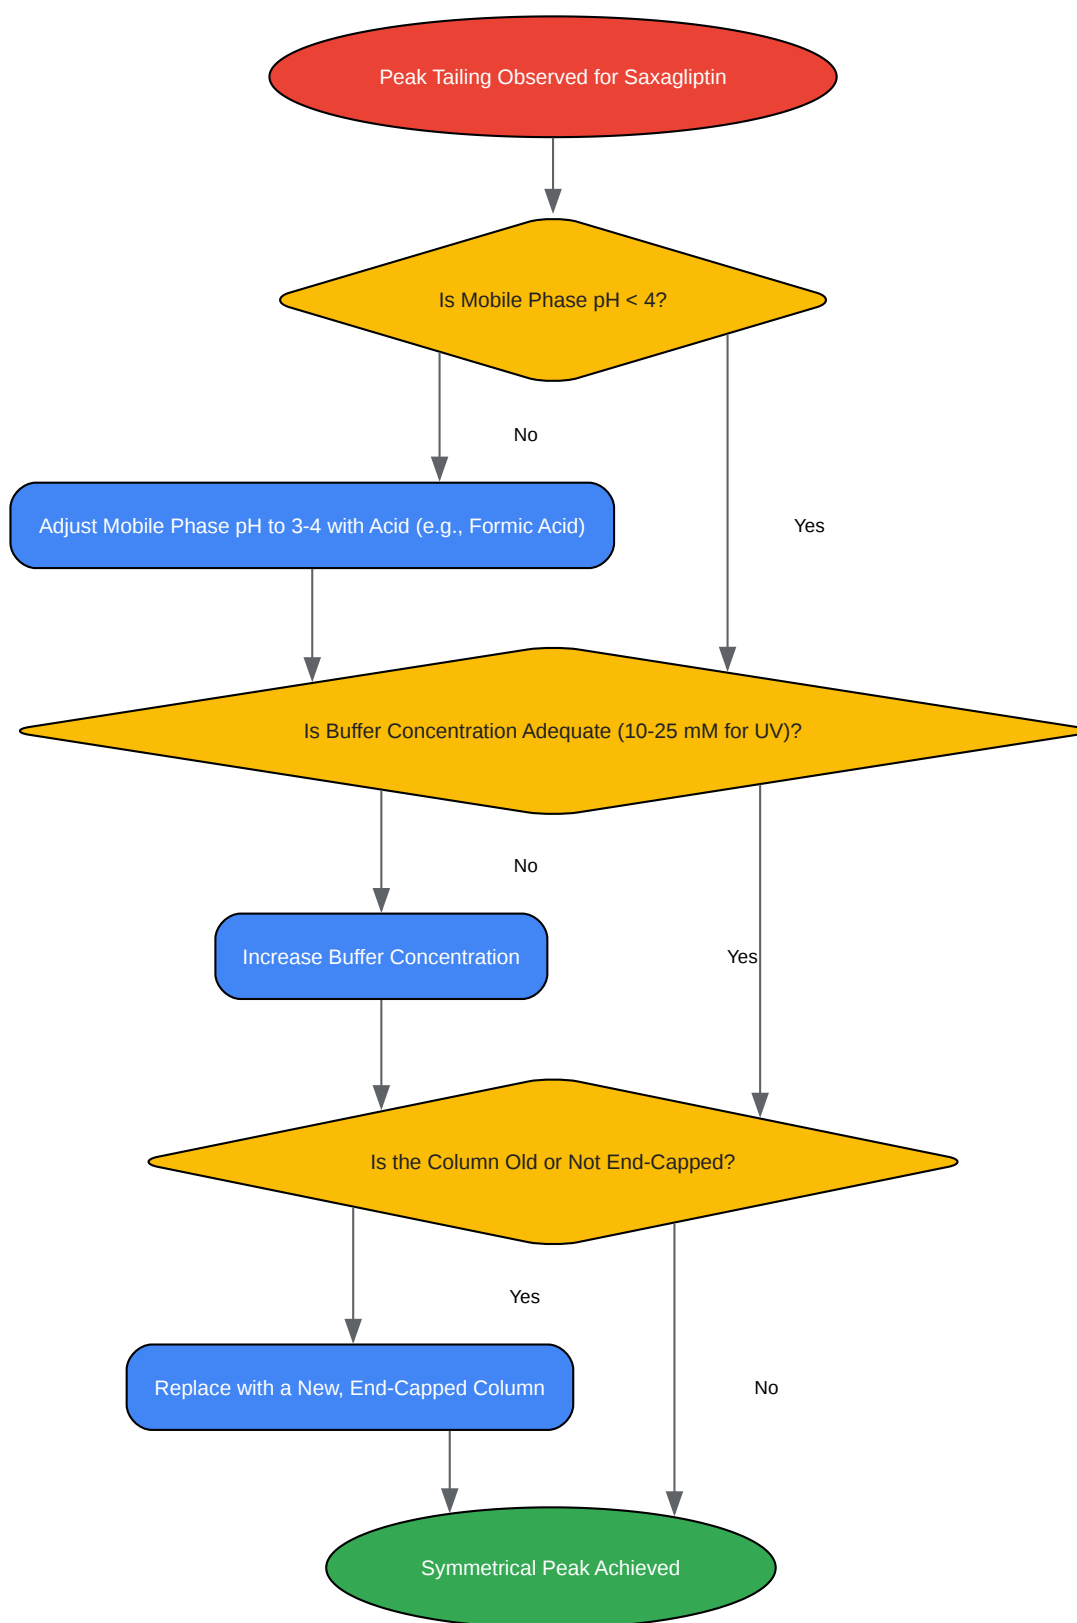 Peak Tailing Observed for Saxagliptin
Is Mobile Phase pH < 4?
No
Adjust Mobile Phase pH to 3-4 with Acid (e.g., Formic Acid)
Yes
Is Buffer Concentration Adequate (10-25 mM for UV)?
No
Increase Buffer Concentration
Yes
Is the Column Old or Not End-Capped?
Yes
Replace with a New, End-Capped Column
No
Symmetrical Peak Achieved